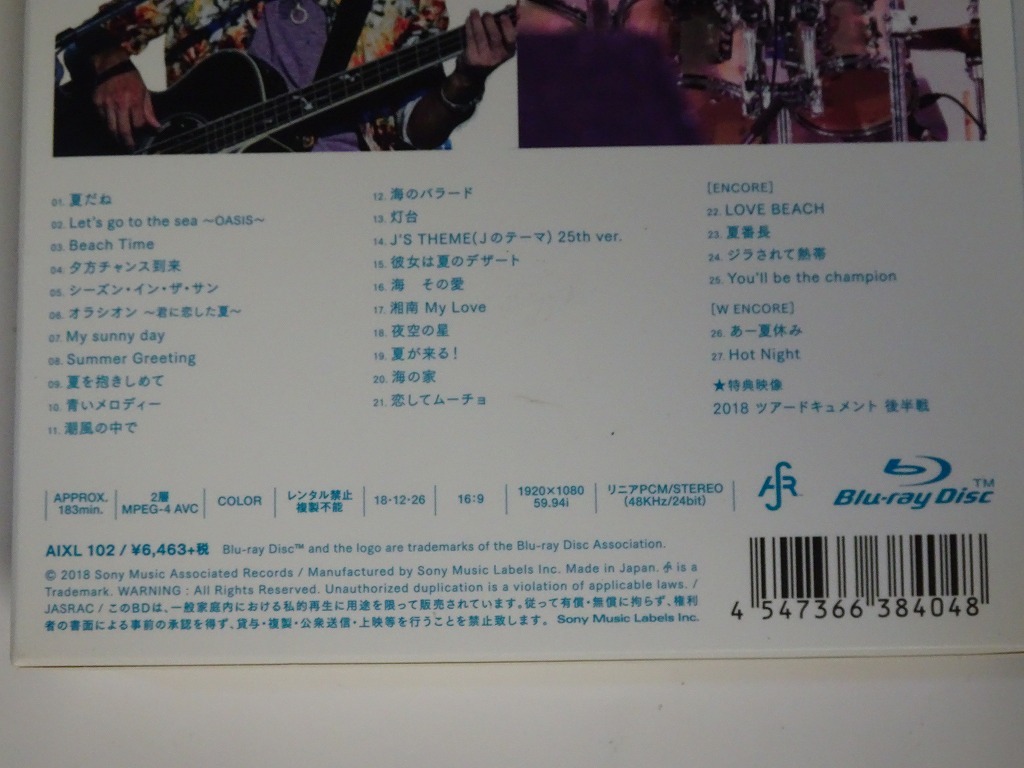 01. 夏だね
02. Let's go to the sea ～OASIS～
03. Beach Time
04. 夕方チャンス到来
05. シーズン・イン・ザ・サン
06. オラシオン ～君に恋した夏～
07. My sunny day
08. Summer Greeting
09. 夏を抱きしめて
10. 青いメロディー
11. 潮風の中で
12. 海のバラード
13. 灯台
14. J'S THEME(Jのテーマ) 25th ver.
15. 彼女は夏のデザート
16. 海　その愛
17. 湘南 My Love
18. 夜空の星
19. 夏が来る！
20. 海の家
21. 恋してムーチョ
[ENCORE]
22. LOVE BEACH
23. 夏番長
24. ジラされて熱帯
25. You'll be the champion
[W ENCORE]
26. あー夏休み
27. Hot Night
★特典映像
2018 ツアードキュメント 後半戦
APPROX.
183min.
2層
MPEG-4 AVC
COLOR
レンタル禁止
複製不能
18・12・26
16:9
1920×1080
59.94i
リニアPCM/STEREO
(48KHz/24bit)
Blu-ray Disc™
AIXL 102 / ¥6,463+税 Blu-ray Disc™ and the logo are trademarks of the Blu-ray Disc Association.
© 2018 Sony Music Associated Records / Manufactured by Sony Music Labels Inc. Made in Japan. is a
Trademark. WARNING : All Rights Reserved. Unauthorized duplication is a violation of applicable laws. /
JASRAC / このBDは、一般家庭内における私的再生に用途を限って販売されています。従って有償・無償に拘らず、権利
者の書面による事前の承認を得ず、貸与・複製・公衆送信・上映等を行うことを禁止致します。 Sony Music Labels Inc.
4 547366 384048